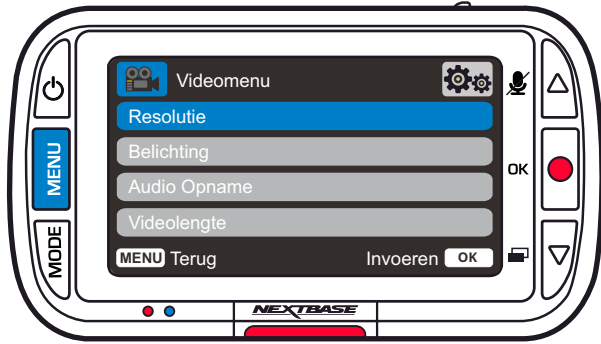 Videomenu
Resolutie
Belichting
Audio Opname
Videolengte
MENU Terug Invoeren OK
MENU
MODE
OK
NEXTBASE